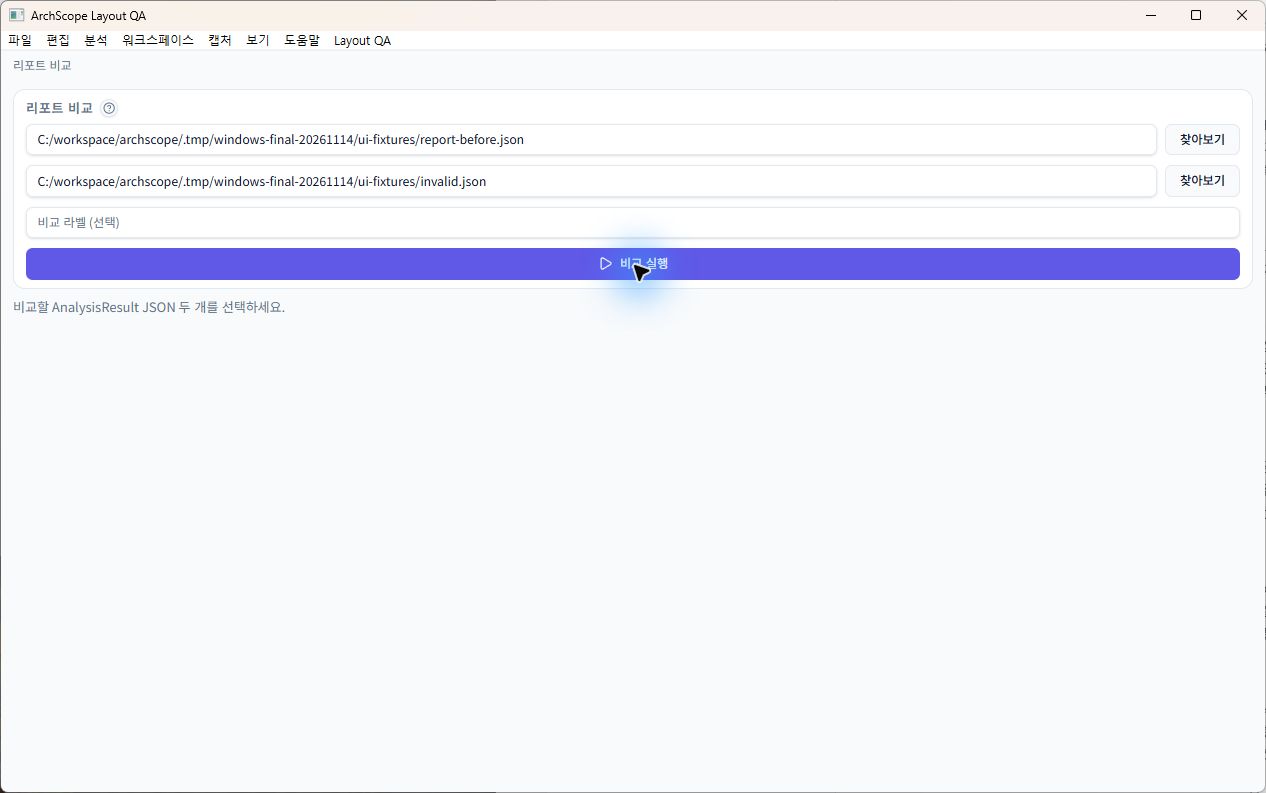 ArchScope Layout QA
파일 편집 분석 워크스페이스 캡처 보기 도움말 Layout QA
리포트 비교
리포트 비교
C:/workspace/archscope/.tmp/windows-final-20261114/ui-fixtures/report-before.json 찾아보기
C:/workspace/archscope/.tmp/windows-final-20261114/ui-fixtures/invalid.json 찾아보기
비교 라벨 (선택)
비교 실행
비교할 AnalysisResult JSON 두 개를 선택하세요.